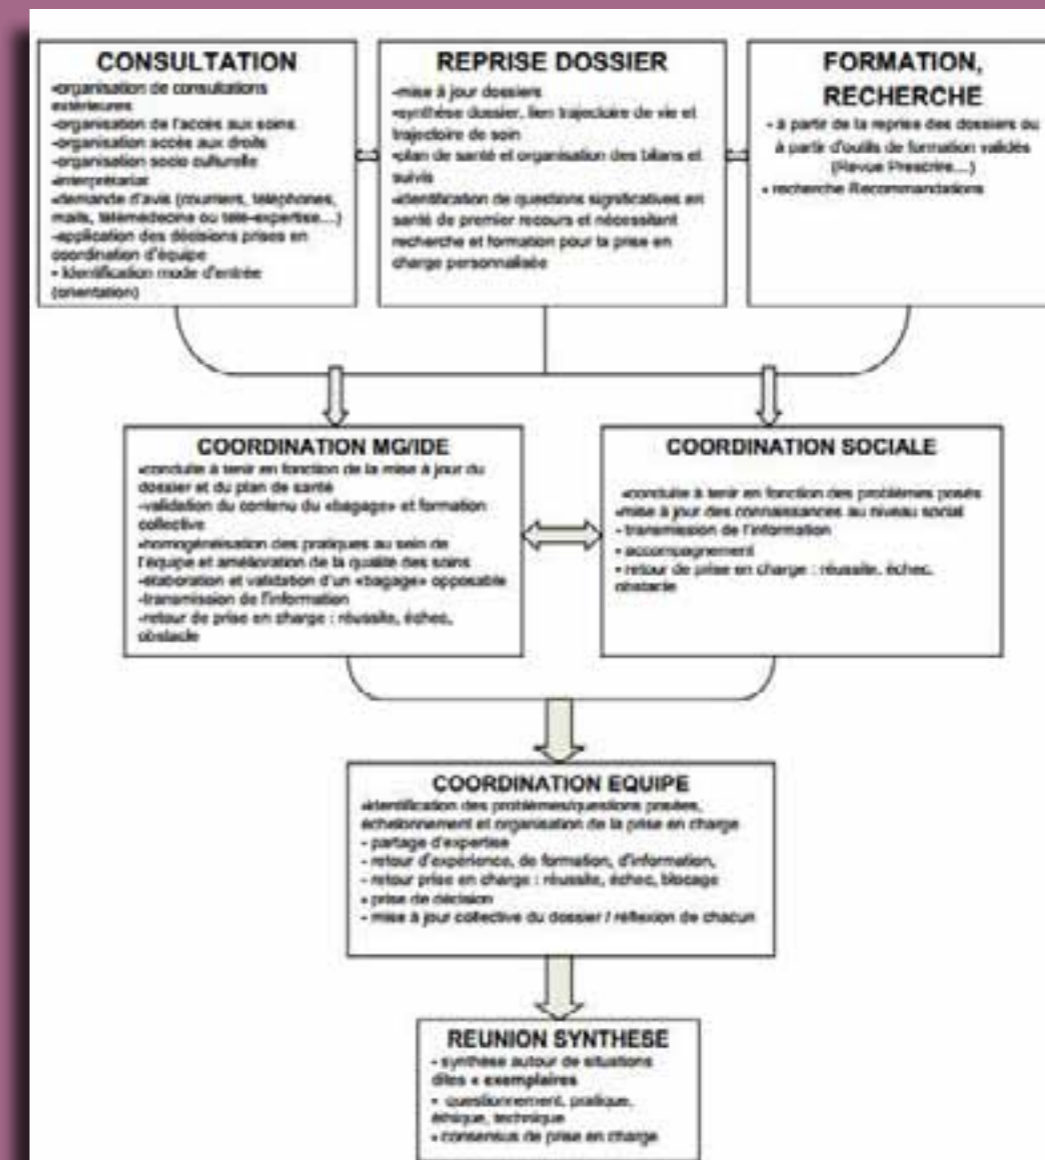 CONSULTATION
-organisation de consultations
extérieures
-organisation de l'accès aux soins
-organisation accès aux droits
-organisation socio culturelle
-interprétariat
-demande d'avis (courriers, téléphones,
mails, télémédecine ou télé-expertise...)
-application des décisions prises en
coordination d'équipe
- Identification mode d'entrée
(orientation)
REPRISE DOSSIER
-mise à jour dossiers
-synthèse dossier, lien trajectoire de vie et
trajectoire de soin
-plan de santé et organisation des bilans et
suivis
-identification de questions significatives en
santé de premier recours et nécessitant
recherche et formation pour la prise en
charge personnalisée
FORMATION,
RECHERCHE
- à partir de la reprise des dossiers ou
à partir d'outils de formation validés
(Revue Prescrire...)
- recherche Recommandations
COORDINATION MG/IDE
-conduite à tenir en fonction de la mise à jour du
dossier et du plan de santé
-validation du contenu du «bagage» et formation
collective
-homogénéisation des pratiques au sein de
l'équipe et amélioration de la qualité des soins
-élaboration et validation d'un «bagage» opposable
-transmission de l'information
-retour de prise en charge : réussite, échec,
obstacle
COORDINATION SOCIALE
-conduite à tenir en fonction des problèmes posés
-mise à jour des connaissances au niveau social
- transmission de l'information
- accompagnement
- retour de prise en charge : réussite, échec,
obstacle
COORDINATION EQUIPE
-identification des problèmes/questions posées,
échelonnement et organisation de la prise en charge
- partage d'expertise
- retour d'expérience, de formation, d'information,
- retour prise en charge : réussite, échec, blocage
- prise de décision
- mise à jour collective du dossier / réflexion de chacun
REUNION SYNTHESE
- synthèse autour de situations
dites « exemplaires
- questionnement, pratique,
éthique, technique
- consensus de prise en charge